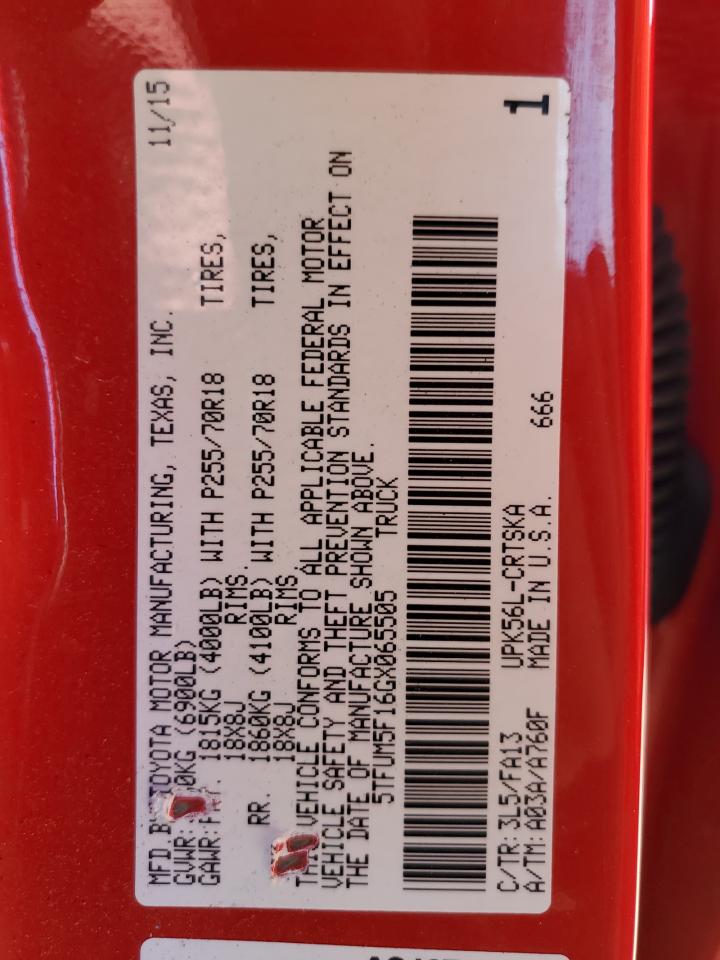 MFD BY TOYOTA MOTOR MANUFACTURING, TEXAS, INC. 11/15
GVWR: 0KG (6900LB)
GAWR: 1815KG (4000LB) WITH P255/70R18 TIRES,
18X8J RIMS.
RR. 1860KG (4100LB) WITH P255/70R18 TIRES,
18X8J RIMS
THIS VEHICLE CONFORMS TO ALL APPLICABLE FEDERAL MOTOR
VEHICLE SAFETY AND THEFT PREVENTION STANDARDS IN EFFECT ON
THE DATE OF MANUFACTURE SHOWN ABOVE.
5TFUM5F16GX065505 TRUCK
C/TR: 3L5/FA13 UPK56L-CRTSKA 1
A/TM: A03A/A760F MADE IN U.S.A. 666